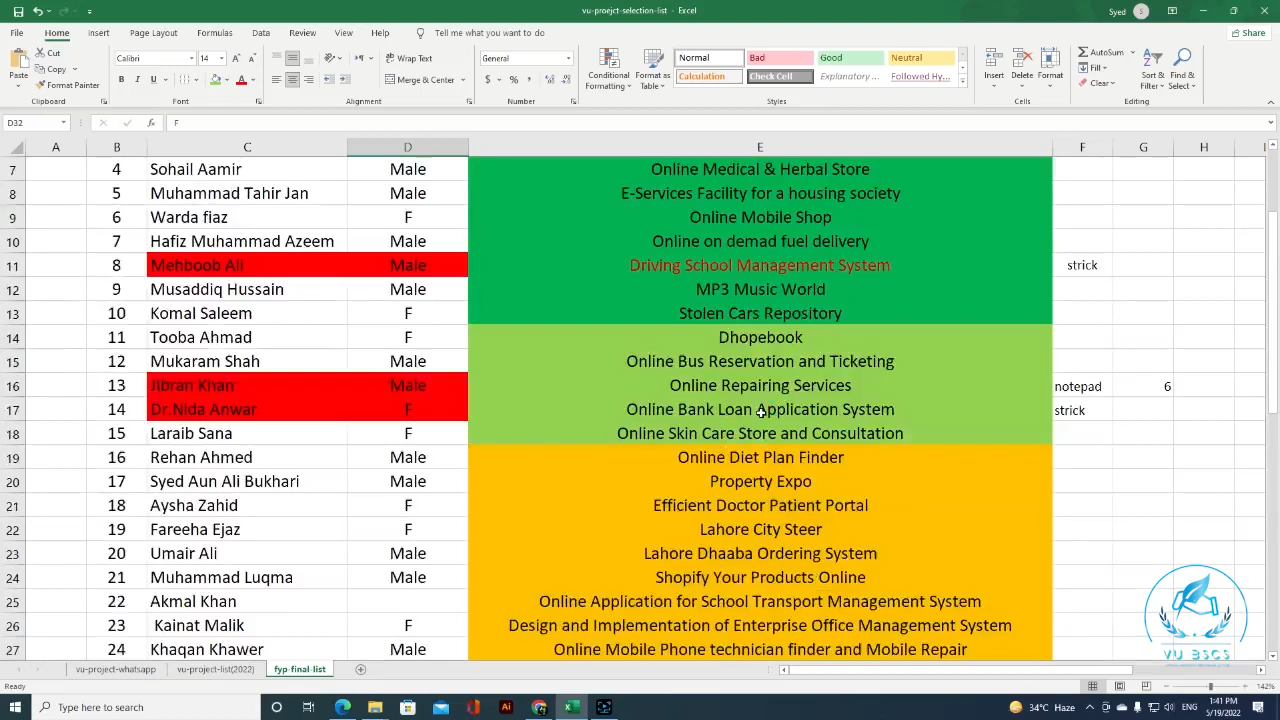 vu-proejct-selection-list - Excel
Syed
File Home Insert Page Layout Formulas Data Review View Help Tell me what you want to do Share
Paste Cut Copy Format Painter Clipboard
Calibri 14 Font
Wrap Text Merge & Center Alignment
General Number
Conditional Formatting Format as Table Normal Bad Good Neutral Calculation Check Cell Explanatory ... Followed Hy... Styles
Insert Delete Format Cells
AutoSum Fill Clear Sort & Filter Find & Select Editing
D32 fx F
A B C D E F G H I
7 4 Sohail Aamir Male Online Medical & Herbal Store
8 5 Muhammad Tahir Jan Male E-Services Facility for a housing society
9 6 Warda fiaz F Online Mobile Shop
10 7 Hafiz Muhammad Azeem Male Online on demad fuel delivery
11 8 Mehboob Ali Male Driving School Management System strick
12 9 Musaddiq Hussain Male MP3 Music World
13 10 Komal Saleem F Stolen Cars Repository
14 11 Tooba Ahmad F Dhopebook
15 12 Mukaram Shah Male Online Bus Reservation and Ticketing
16 13 Jibran Khan Male Online Repairing Services notepad 6
17 14 Dr.Nida Anwar F Online Bank Loan Application System strick
18 15 Laraib Sana F Online Skin Care Store and Consultation
19 16 Rehan Ahmed Male Online Diet Plan Finder
20 17 Syed Aun Ali Bukhari Male Property Expo
21 18 Aysha Zahid F Efficient Doctor Patient Portal
22 19 Fareeha Ejaz F Lahore City Steer
23 20 Umair Ali Male Lahore Dhaaba Ordering System
24 21 Muhammad Luqma Male Shopify Your Products Online
25 22 Akmal Khan Online Application for School Transport Management System
26 23 Kainat Malik F Design and Implementation of Enterprise Office Management System
27 24 Khaqan Khawer Male Online Mobile Phone technician finder and Mobile Repair
VU BSCS
vu-project-whatsapp vu-project-list(2022) fyp-final-list
Ready 142%
Type here to search 34°C Haze 1:41 PM
5/19/2022